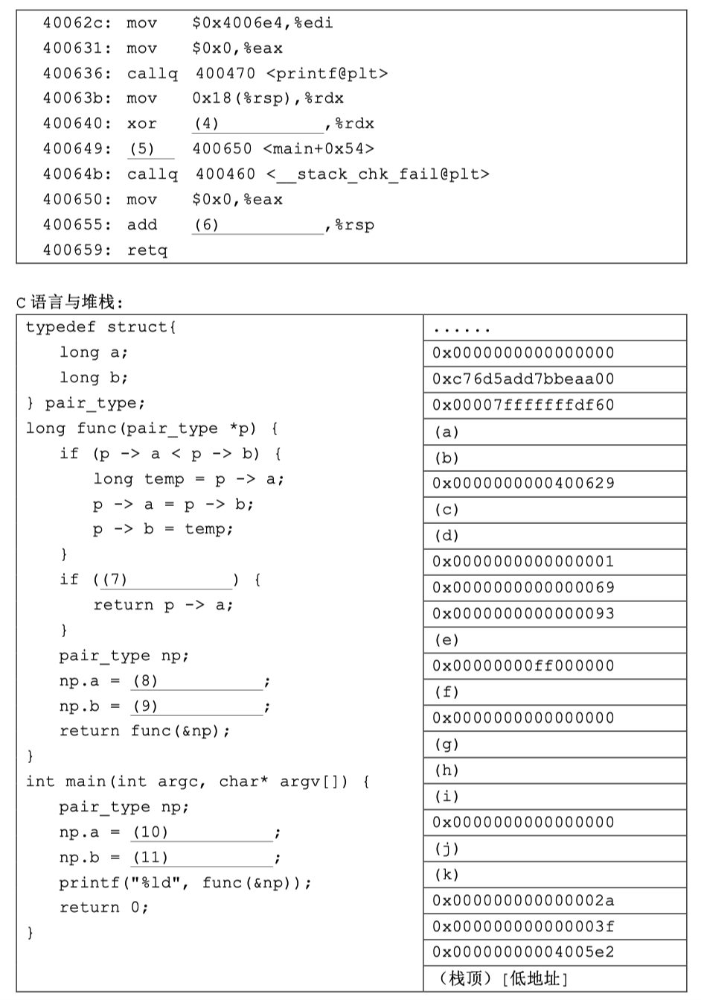 40062c: mov $0x4006e4,%edi
400631: mov $0x0,%eax
400636: callq 400470 <printf@plt>
40063b: mov 0x18(%rsp),%rdx
400640: xor (4) ,%rdx
400649: (5) 400650 <main+0x54>
40064b: callq 400460 <__stack_chk_fail@plt>
400650: mov $0x0,%eax
400655: add (6) ,%rsp
400659: retq
C 语言与堆栈:
typedef struct{
long a;
long b;
} pair_type;
long func(pair_type *p) {
if (p -> a < p -> b) {
long temp = p -> a;
p -> a = p -> b;
p -> b = temp;
}
if ((7) ) {
return p -> a;
}
pair_type np;
np.a = (8) ;
np.b = (9) ;
return func(&np);
}
int main(int argc, char* argv[]) {
pair_type np;
np.a = (10) ;
np.b = (11) ;
printf("%ld", func(&np));
return 0;
}
......
0x0000000000000000
0xc76d5add7bbeaa00
0x00007fffffffdf60
(a)
(b)
0x0000000000400629
(c)
(d)
0x0000000000000001
0x0000000000000069
0x0000000000000093
(e)
0x00000000ff000000
(f)
0x0000000000000000
(g)
(h)
(i)
0x0000000000000000
(j)
(k)
0x000000000000002a
0x000000000000003f
0x00000000004005e2
（栈顶）[低地址]